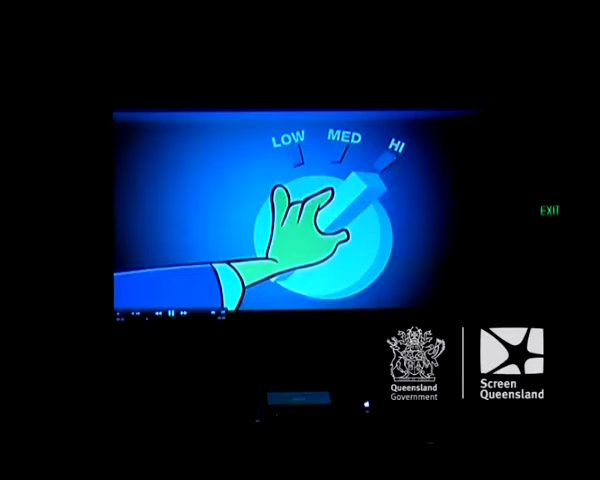 LOW MED HI
EXIT
Queensland
Government
Screen
Queensland